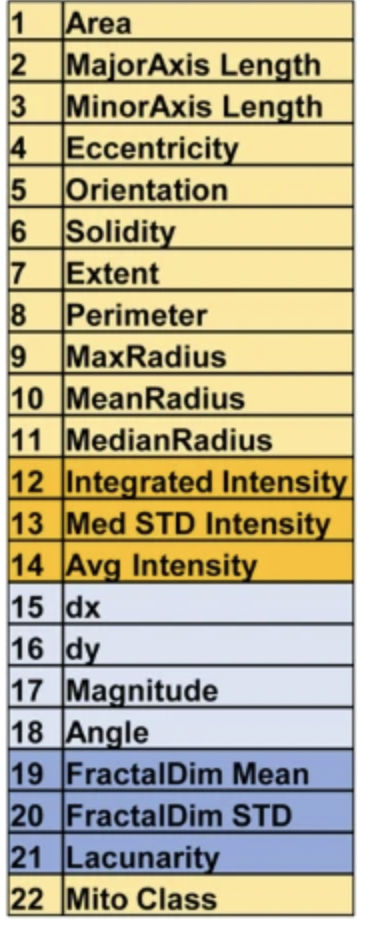 1 Area
2 MajorAxis Length
3 MinorAxis Length
4 Eccentricity
5 Orientation
6 Solidity
7 Extent
8 Perimeter
9 MaxRadius
10 MeanRadius
11 MedianRadius
12 Integrated Intensity
13 Med STD Intensity
14 Avg Intensity
15 dx
16 dy
17 Magnitude
18 Angle
19 FractalDim Mean
20 FractalDim STD
21 Lacunarity
22 Mito Class